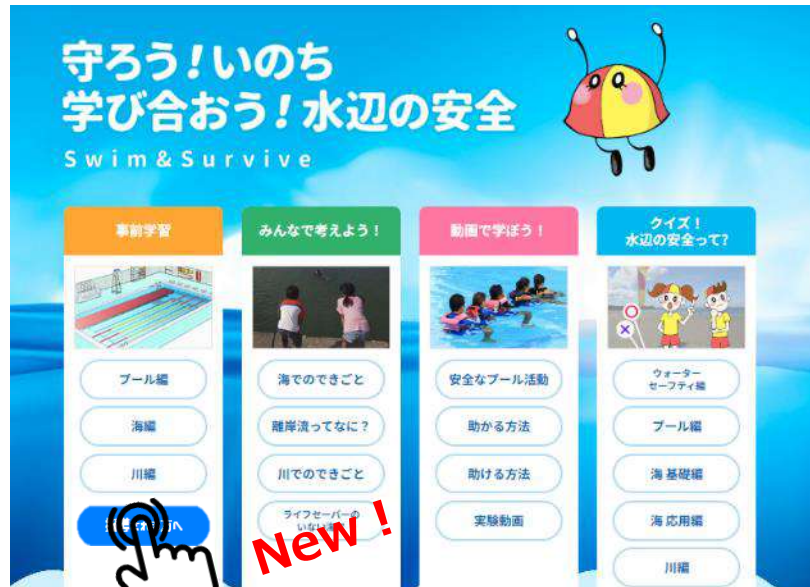 守ろう!いのち
学び合おう!水辺の安全
Swim&Survive
事前学習
プール編
海編
川編
みんなで考えよう!
海でのできごと
離岸流ってなに?
川でのできごと
ライフセーバーの
いない
New!
動画で学ぼう!
安全なプール活動
助かる方法
助ける方法
実験動画
クイズ!
水辺の安全って?
ウォーター
セーフティ編
プール編
海 基礎編
海 応用編
川編